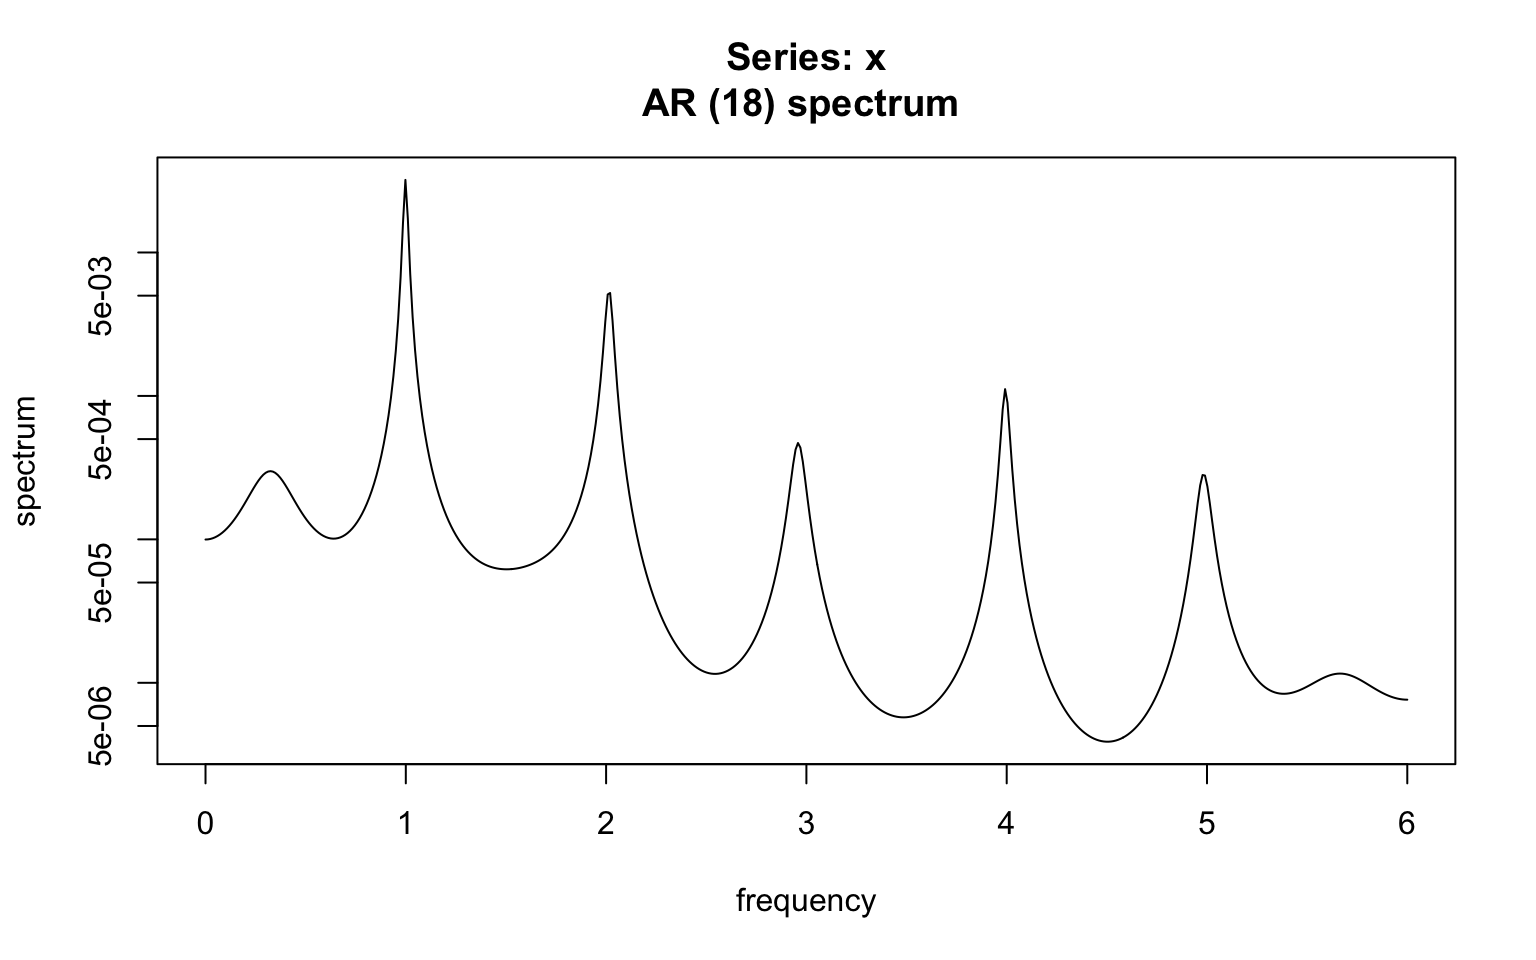 Series: x
AR (18) spectrum
spectrum
5e-03
5e-04
5e-05
5e-06
0 1 2 3 4 5 6
frequency